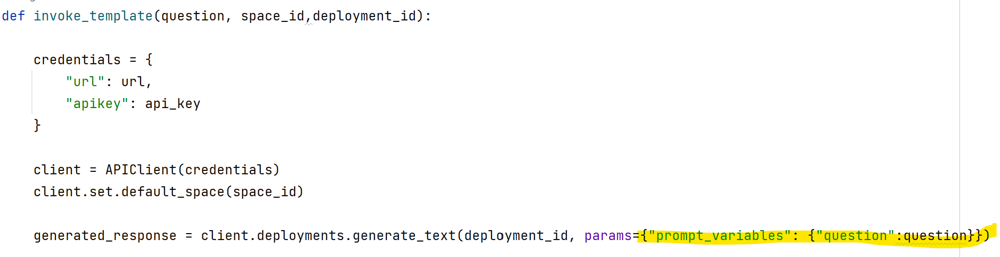 def invoke_template(question, space_id,deployment_id):
credentials = {
"url": url,
"apikey": api_key
}
client = APIClient(credentials)
client.set.default_space(space_id)
generated_response = client.deployments.generate_text(deployment_id, params={"prompt_variables": {"question":question}})